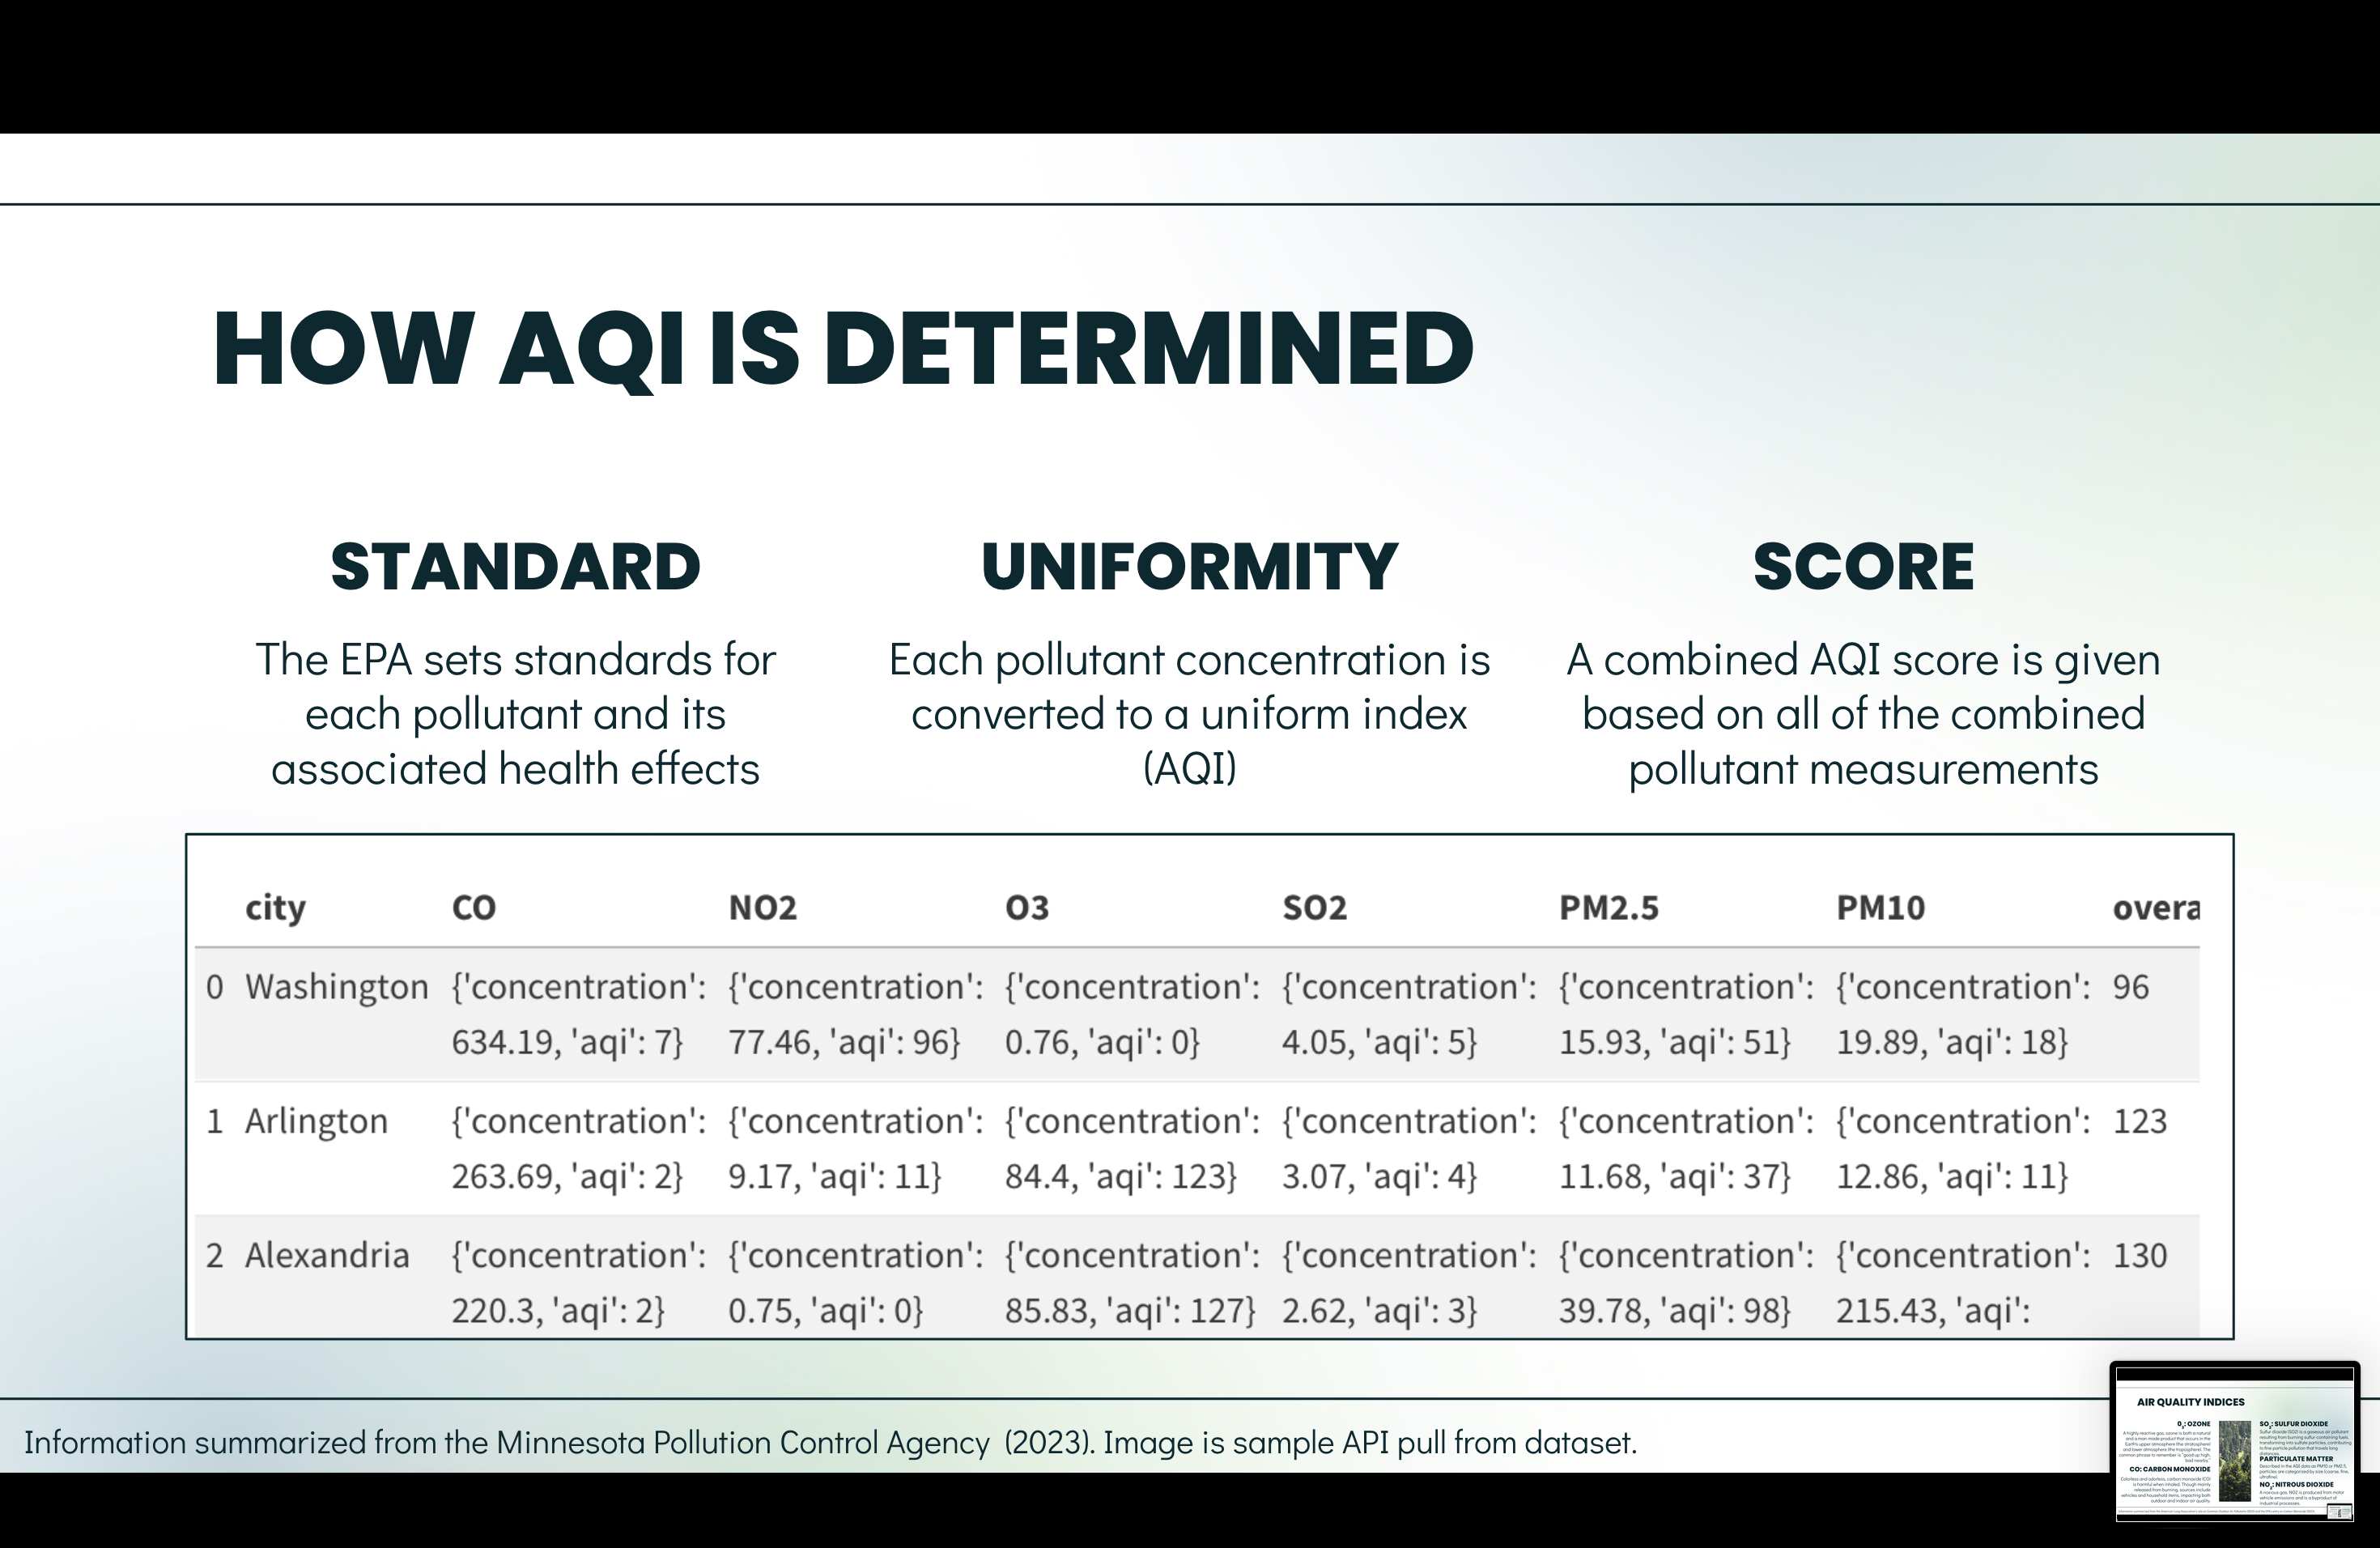 HOW AQI IS DETERMINED
STANDARD
The EPA sets standards for
each pollutant and its
associated health effects
UNIFORMITY
Each pollutant concentration is
converted to a uniform index
(AQI)
SCORE
A combined AQI score is given
based on all of the combined
pollutant measurements
city CO NO2 O3 SO2 PM2.5 PM10 overa
0 Washington {'concentration': {'concentration': {'concentration': {'concentration': {'concentration': {'concentration': 96
634.19, 'aqi': 7} 77.46, 'aqi': 96} 0.76, 'aqi': 0} 4.05, 'aqi': 5} 15.93, 'aqi': 51} 19.89, 'aqi': 18}
1 Arlington {'concentration': {'concentration': {'concentration': {'concentration': {'concentration': {'concentration': 123
263.69, 'aqi': 2} 9.17, 'aqi': 11} 84.4, 'aqi': 123} 3.07, 'aqi': 4} 11.68, 'aqi': 37} 12.86, 'aqi': 11}
2 Alexandria {'concentration': {'concentration': {'concentration': {'concentration': {'concentration': {'concentration': 130
220.3, 'aqi': 2} 0.75, 'aqi': 0} 85.83, 'aqi': 127} 2.62, 'aqi': 3} 39.78, 'aqi': 98} 215.43, 'aqi':
Information summarized from the Minnesota Pollution Control Agency (2023). Image is sample API pull from dataset.
AIR QUALITY INDICES
: OZONE
CO: CARBON MONOXIDE
SO₂: SULFUR DIOXIDE
PARTICULATE MATTER
NO₂: NITROUS DIOXIDE